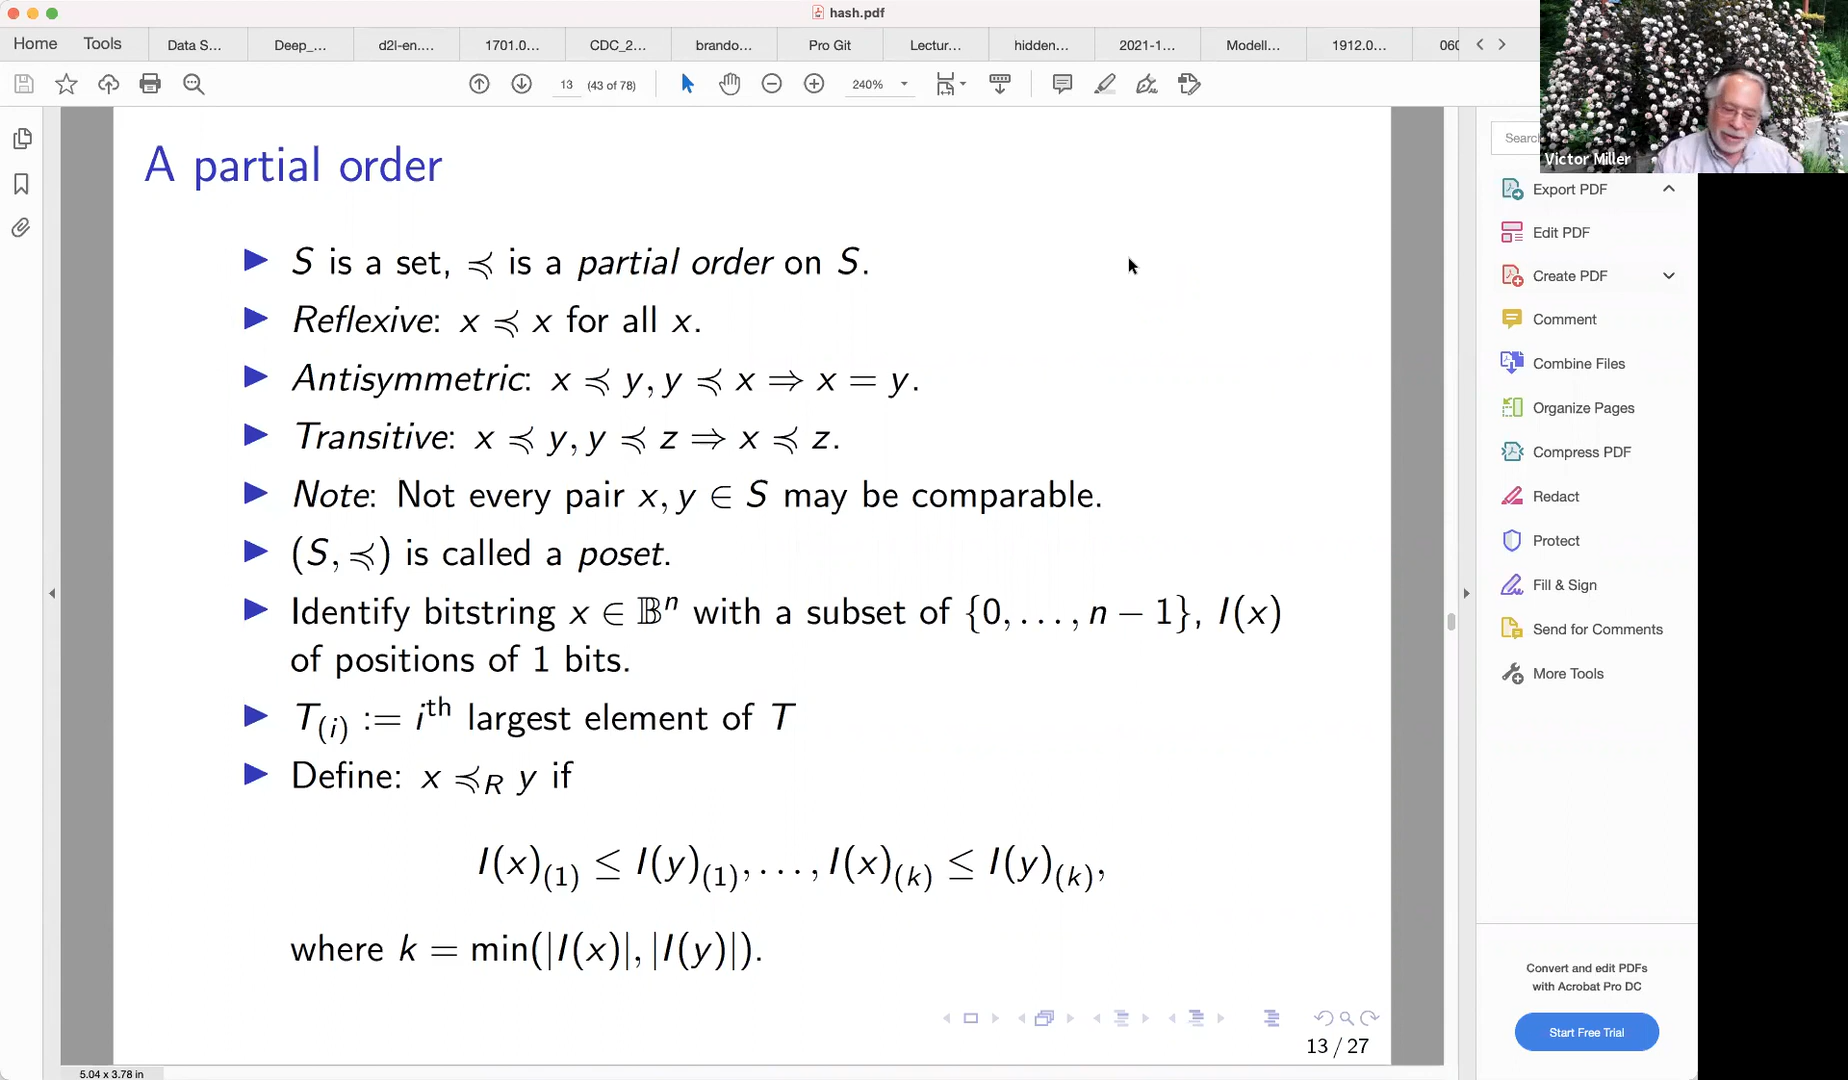 hash.pdf
Home Tools Data S... Deep_... d2l-en.... 1701.0... CDC_2... brando... Pro Git Lectur... hidden... 2021-1... Modell... 1912.0... 060
13 (43 of 78) 240%
Victor Miller
A partial order
S is a set, ≼ is a partial order on S.
Reflexive: x ≼ x for all x.
Antisymmetric: x ≼ y, y ≼ x ⇒ x = y.
Transitive: x ≼ y, y ≼ z ⇒ x ≼ z.
Note: Not every pair x, y ∈ S may be comparable.
(S, ≼) is called a poset.
Identify bitstring x ∈ 𝔹ⁿ with a subset of {0, . . . , n − 1}, I(x)
of positions of 1 bits.
T₍ᵢ₎ := iᵗʰ largest element of T
Define: x ≼_R y if
I(x)₍₁₎ ≤ I(y)₍₁₎, . . . , I(x)₍ₖ₎ ≤ I(y)₍ₖ₎,
where k = min(|I(x)|, |I(y)|).
13 / 27
5.04 x 3.78 in
Searc
Export PDF
Edit PDF
Create PDF
Comment
Combine Files
Organize Pages
Compress PDF
Redact
Protect
Fill & Sign
Send for Comments
More Tools
Convert and edit PDFs
with Acrobat Pro DC
Start Free Trial